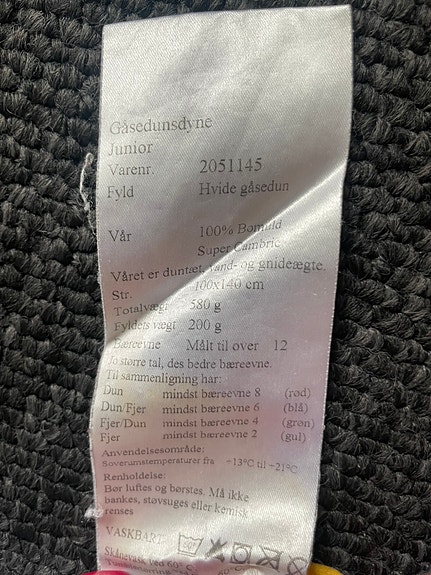 Gåsedunsdyne
Junior
Varenr. 2051145
Fyld Hvide gåsedun
Vår 100% Bomuld
Super Cambric
Våret er duntæt, vand- og gnideægte.
Str. 100x140 cm
Totalvægt 580 g
Fyldets vægt 200 g
Bæreevne Målt til over 12
Jo større tal, des bedre bæreevne.
Til sammenligning har:
Dun mindst bæreevne 8 (rød)
Dun/Fjer mindst bæreevne 6 (blå)
Fjer/Dun mindst bæreevne 4 (grøn)
Fjer mindst bæreevne 2 (gul)
Anvendelsesområde:
Soverumstemperaturer fra +13°C til +21°C
Renholdelse:
Bør luftes og børstes. Må ikke
bankes, støvsuges eller kemisk
renses
VASKBART
Skånevask ved 60° C